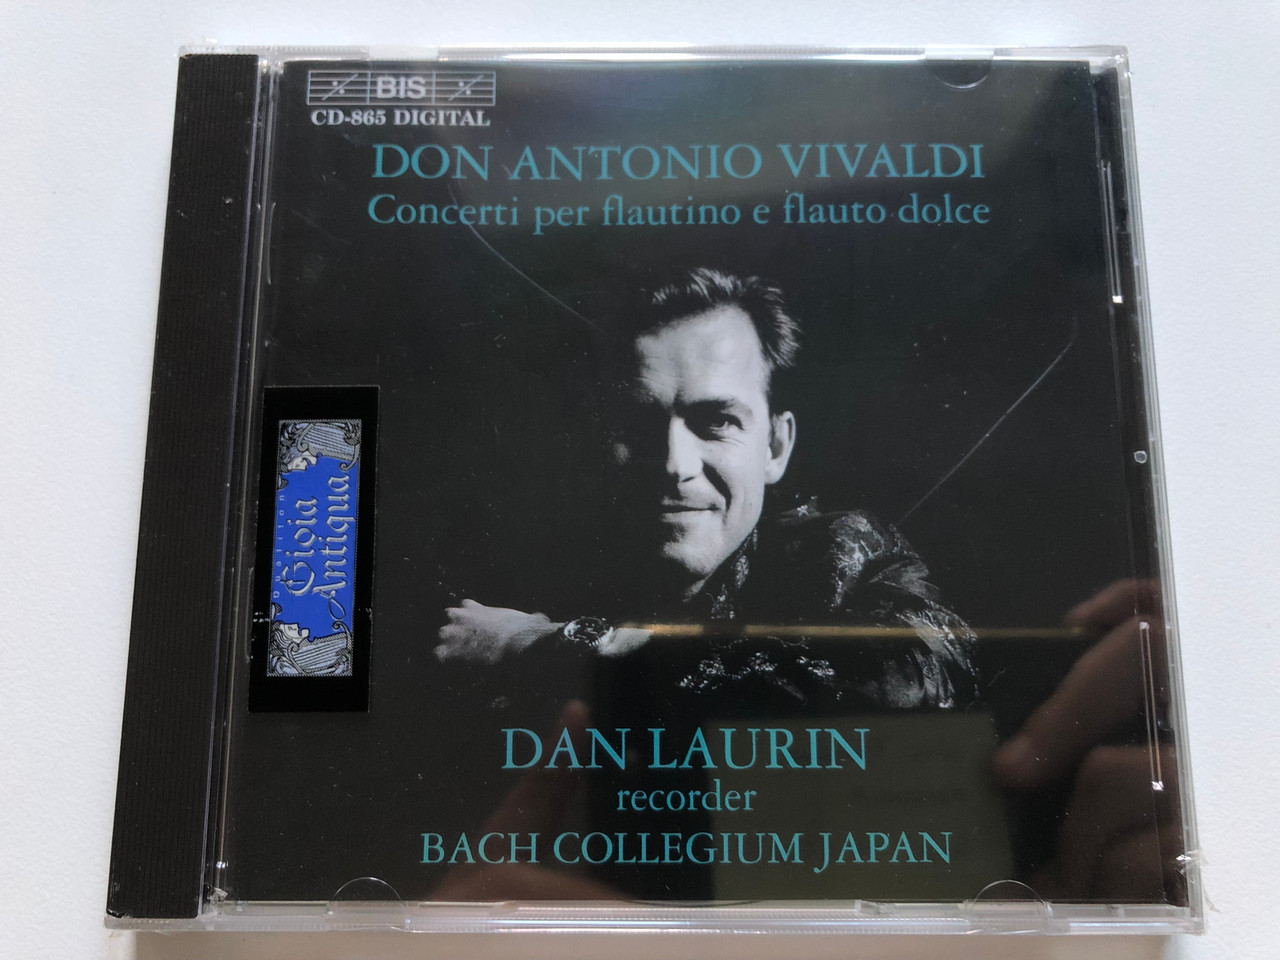 BIS
CD-865 DIGITAL
DON ANTONIO VIVALDI
Concerti per flautino e flauto dolce
Qualiton
Gioia
Antiqua
DAN LAURIN
recorder
BACH COLLEGIUM JAPAN